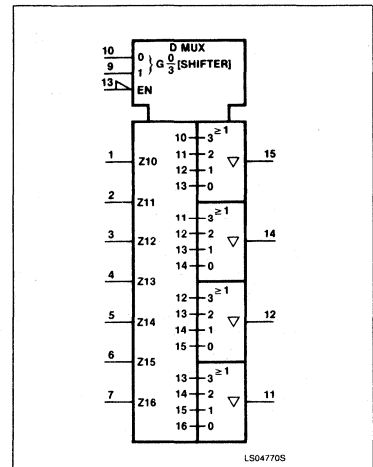 D MUX
10 0
9 1 } G 0/3 [SHIFTER]
13 EN
10 3 ≥1
1 Z10 11 2 ▽ 15
12 1
13 0
2 Z11
11 3 ≥1
3 Z12 12 2 ▽ 14
13 1
14 0
4 Z13
12 3 ≥1
13 2
5 Z14 14 1 ▽ 12
15 0
6 Z15
13 3 ≥1
14 2
7 Z16 15 1 ▽ 11
16 0
LS04770S